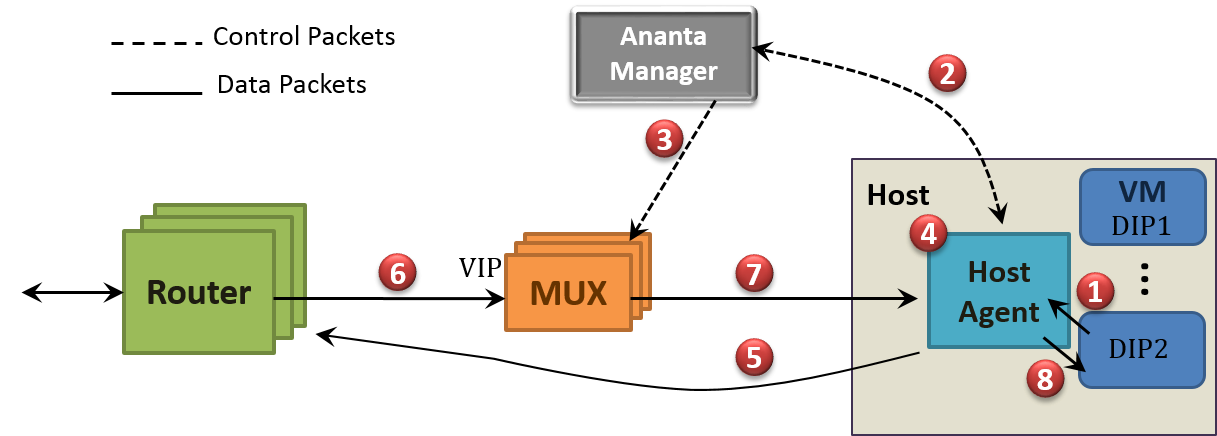 Control Packets
Data Packets
Ananta
Manager
2
3
Host
VM
DIP1
4
Host
Agent
1
DIP2
8
Router
6
VIP
MUX
7
5